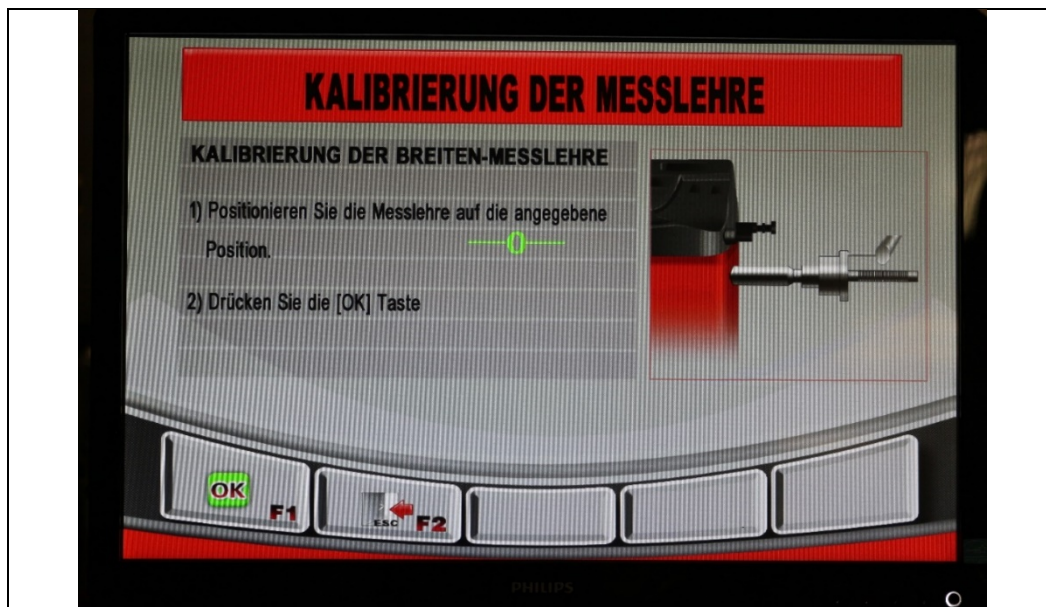 KALIBRIERUNG DER MESSLEHRE
KALIBRIERUNG DER BREITEN-MESSLEHRE
1) Positionieren Sie die Messlehre auf die angegebene
Position.
0
2) Drücken Sie die [OK] Taste
OK F1
ESC F2
PHILIPS